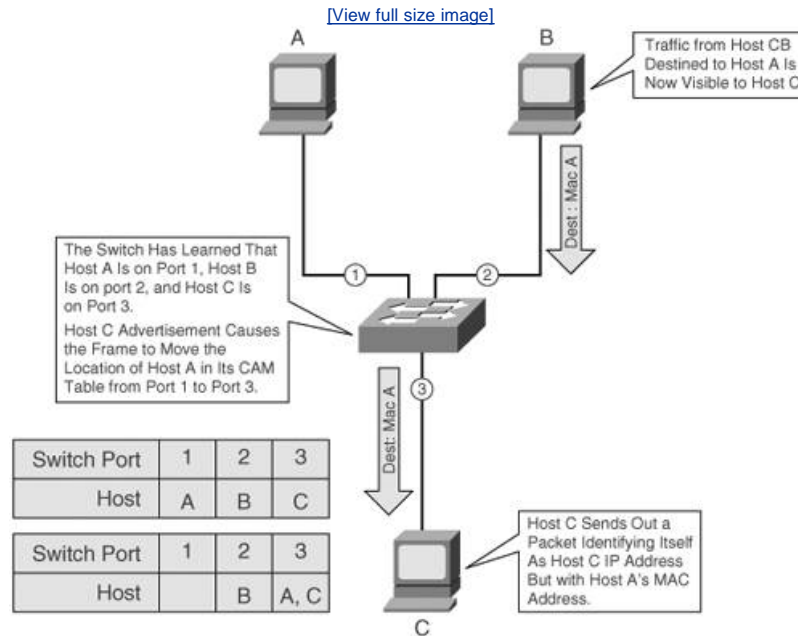 [View full size image]
A
B
Traffic from Host CB
Destined to Host A Is
Now Visible to Host C
Dest : Mac A
The Switch Has Learned That
Host A Is on Port 1, Host B
Is on port 2, and Host C Is
on Port 3.
Host C Advertisement Causes
the Frame to Move the
Location of Host A in Its CAM
Table from Port 1 to Port 3.
1
2
3
Dest: Mac A
Switch Port 1 2 3
Host A B C
Switch Port 1 2 3
Host B A, C
Host C Sends Out a
Packet Identifying Itself
As Host C IP Address
But with Host A's MAC
Address.
C